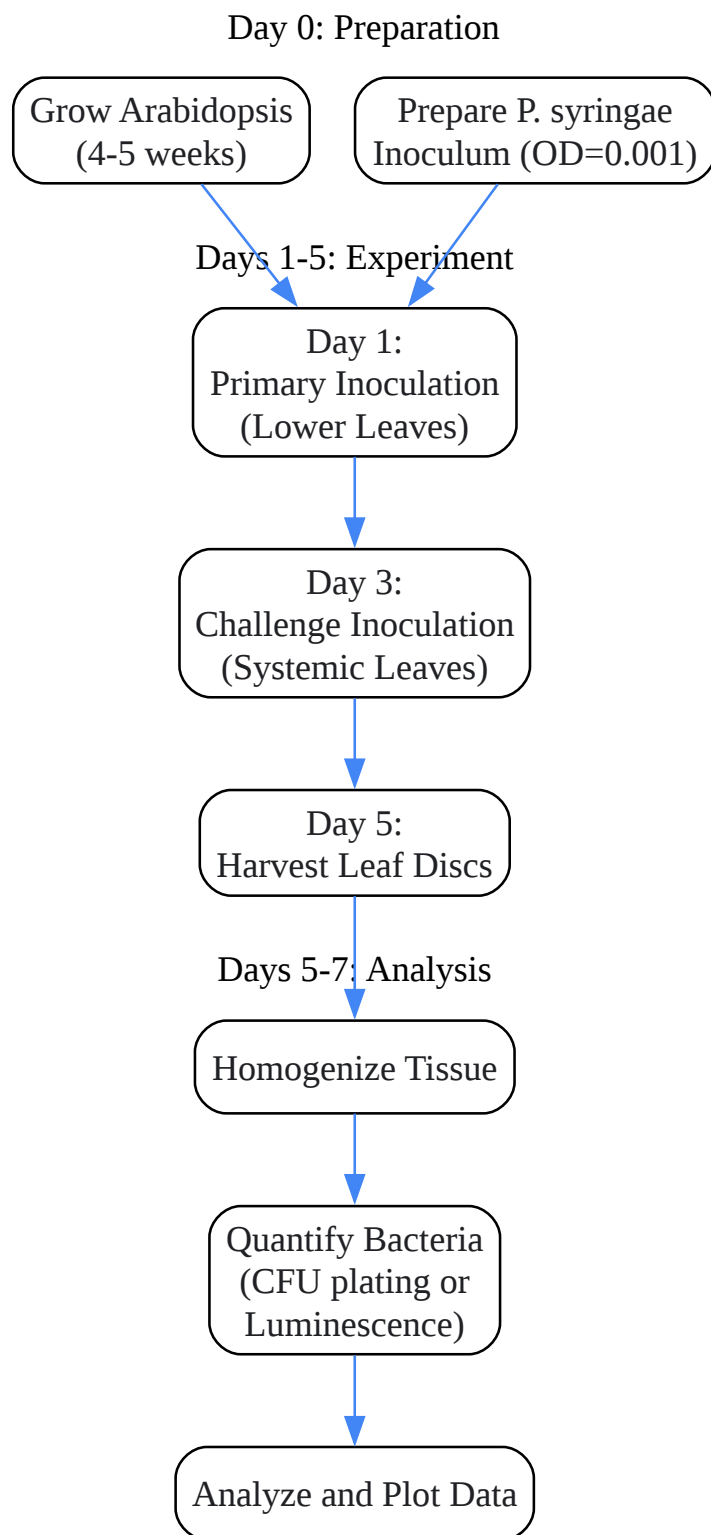 Day 0: Preparation
Grow Arabidopsis
(4-5 weeks)
Prepare P. syringae
Inoculum (OD=0.001)
Days 1-5: Experiment
Day 1:
Primary Inoculation
(Lower Leaves)
Day 3:
Challenge Inoculation
(Systemic Leaves)
Day 5:
Harvest Leaf Discs
Days 5-7: Analysis
Homogenize Tissue
Quantify Bacteria
(CFU plating or
Luminescence)
Analyze and Plot Data